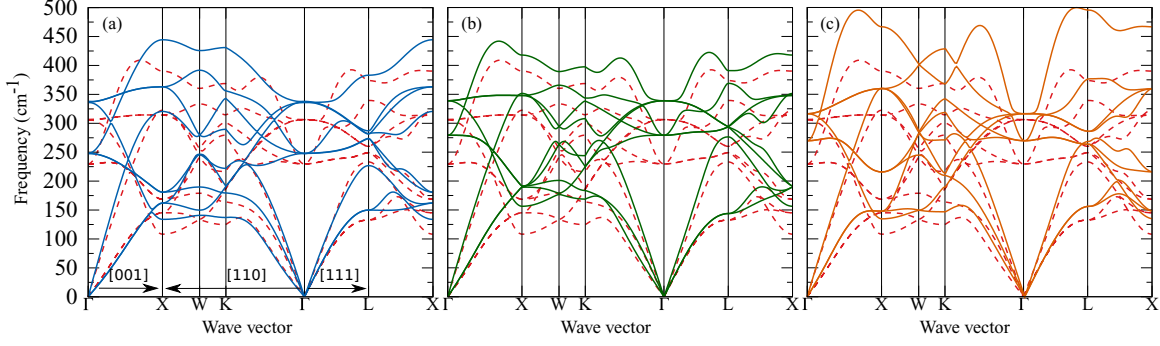 (a)
(b)
(c)
Frequency (cm⁻¹)
500
450
400
350
300
250
200
150
100
50
0
[001]
[110]
[111]
Γ X W K Γ L X
Γ X W K Γ L X
Γ X W K Γ L X
Wave vector
Wave vector
Wave vector